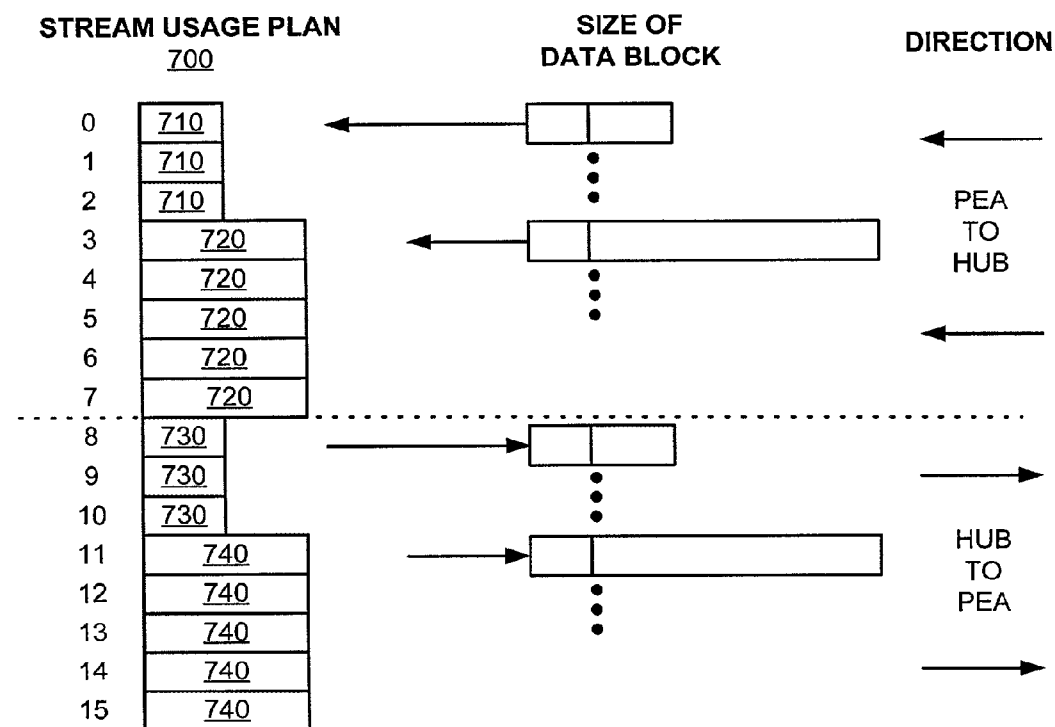 STREAM USAGE PLAN
700
SIZE OF
DATA BLOCK
DIRECTION
0 710
1 710
2 710
3 720
4 720
5 720
6 720
7 720
PEA
TO
HUB
8 730
9 730
10 730
11 740
12 740
13 740
14 740
15 740
HUB
TO
PEA